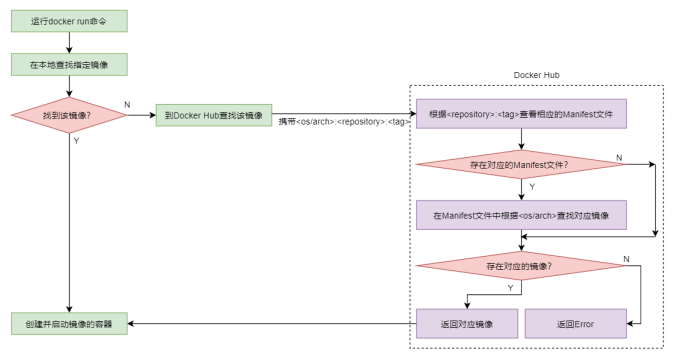 运行docker run命令
在本地查找指定镜像
找到该镜像?
N
Y
到Docker Hub查找该镜像
携带<os/arch>:<repository>:<tag>
创建并启动镜像的容器
Docker Hub
根据<repository>:<tag>查看相应的Manifest文件
存在对应的Manifest文件?
N
Y
在Manifest文件中根据<os/arch>查找对应镜像
存在对应的镜像?
N
Y
返回对应镜像
返回Error